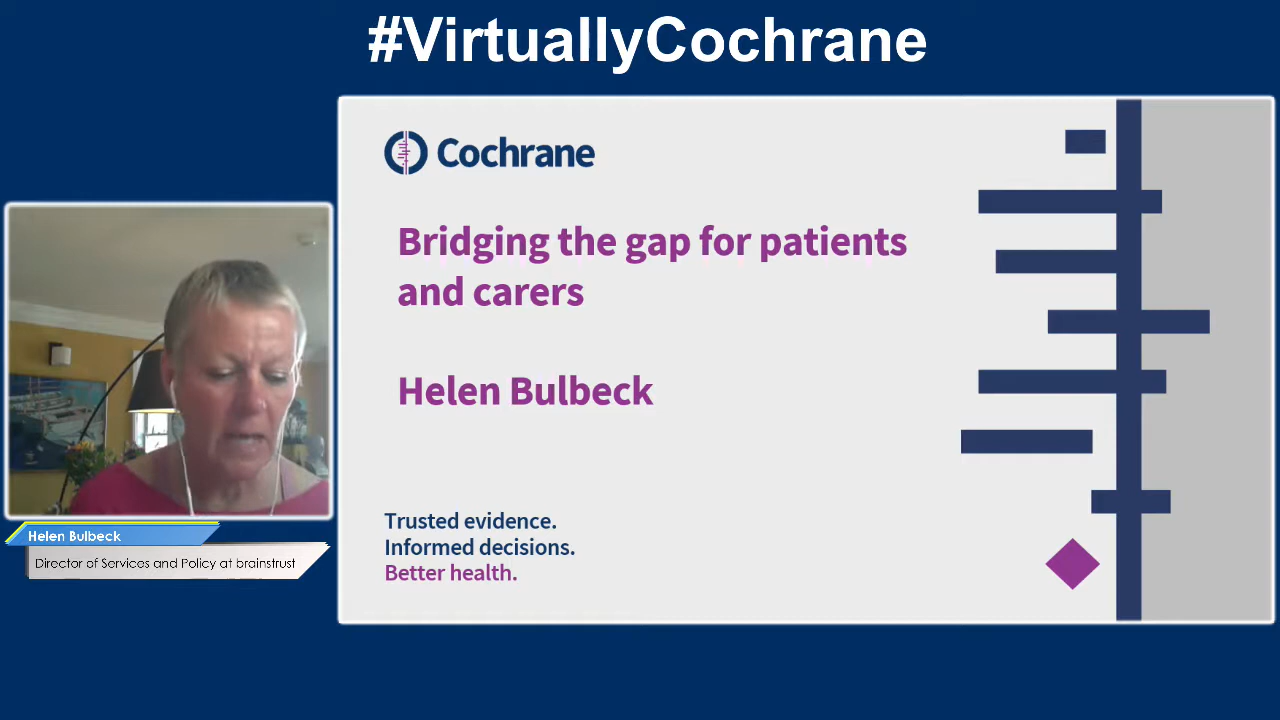 #VirtuallyCochrane
Cochrane
Bridging the gap for patients
and carers
Helen Bulbeck
Trusted evidence.
Informed decisions.
Better health.
Helen Bulbeck
Director of Services and Policy at brainstrust